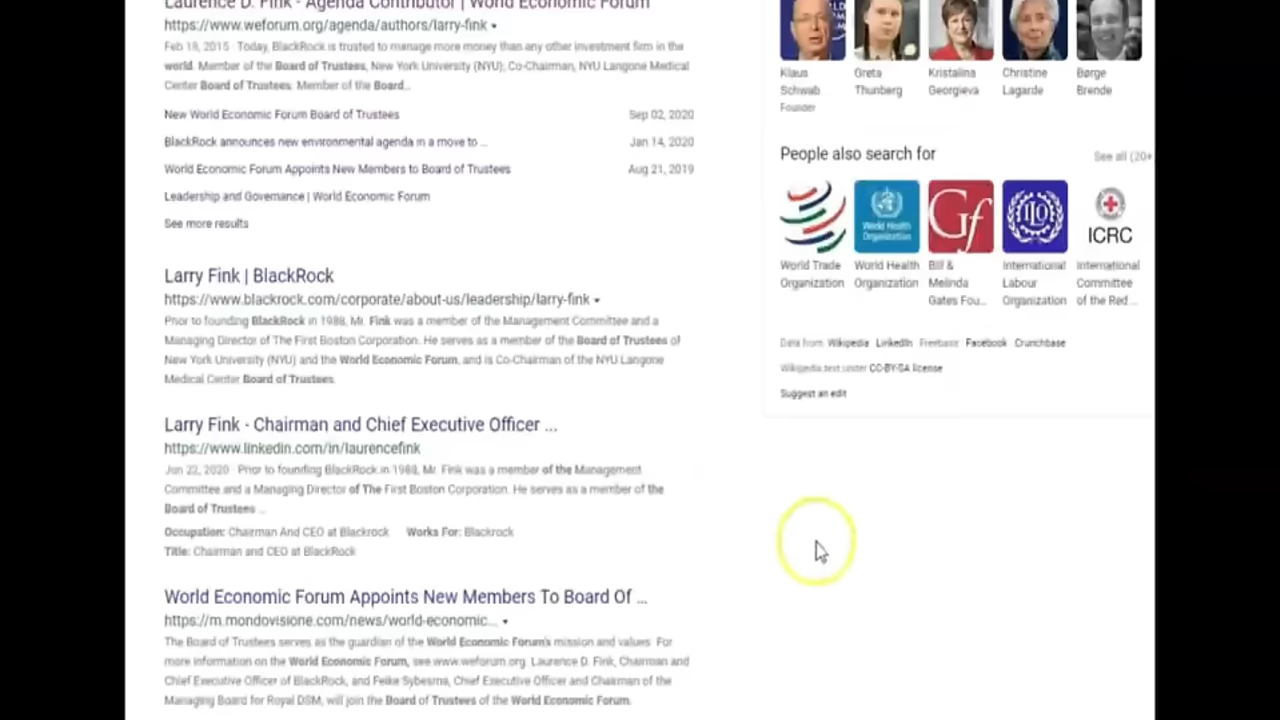 Laurence D. Fink - Agenda Contributor | World Economic Forum
https://www.weforum.org/agenda/authors/larry-fink
Feb 18, 2015 · Today, BlackRock is trusted to manage more money than any other investment firm in the
world. Member of the Board of Trustees, New York University (NYU); Co-Chairman, NYU Langone Medical
Center Board of Trustees. Member of the Board...
New World Economic Forum Board of Trustees Sep 02, 2020
BlackRock announces new environmental agenda in a move to ... Jan 14, 2020
World Economic Forum Appoints New Members to Board of Trustees Aug 21, 2019
Leadership and Governance | World Economic Forum
See more results
Larry Fink | BlackRock
https://www.blackrock.com/corporate/about-us/leadership/larry-fink
Prior to founding BlackRock in 1988, Mr. Fink was a member of the Management Committee and a
Managing Director of The First Boston Corporation. He serves as a member of the Board of Trustees of
New York University (NYU) and the World Economic Forum, and is Co-Chairman of the NYU Langone
Medical Center Board of Trustees.
Larry Fink - Chairman and Chief Executive Officer ...
https://www.linkedin.com/in/laurencefink
Jun 22, 2020 · Prior to founding BlackRock in 1988, Mr. Fink was a member of the Management
Committee and a Managing Director of The First Boston Corporation. He serves as a member of the
Board of Trustees ...
Occupation: Chairman And CEO at Blackrock Works For: Blackrock
Title: Chairman and CEO at BlackRock
World Economic Forum Appoints New Members To Board Of ...
https://m.mondovisione.com/news/world-economic...
The Board of Trustees serves as the guardian of the World Economic Forum's mission and values. For
more information on the World Economic Forum, see www.weforum.org. Laurence D. Fink, Chairman and
Chief Executive Officer of BlackRock, and Feike Sybesma, Chief Executive Officer and Chairman of the
Managing Board for Royal DSM, will join the Board of Trustees of the World Economic Forum.
Klaus Schwab
Founder
Greta Thunberg
Kristalina Georgieva
Christine Lagarde
Børge Brende
People also search for See all (20+
World Health Organization
Gf
ILO
ICRC
World Trade Organization
World Health Organization
Bill & Melinda Gates Fou...
International Labour Organization
International Committee of the Red ...
Data from: Wikipedia LinkedIn Freebase Facebook Crunchbase
Wikipedia text under CC-BY-SA license
Suggest an edit